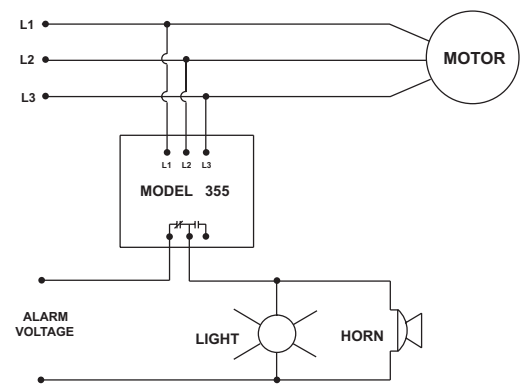 L1
L2
L3
MOTOR
L1 L2 L3
MODEL 355
ALARM
VOLTAGE
LIGHT
HORN